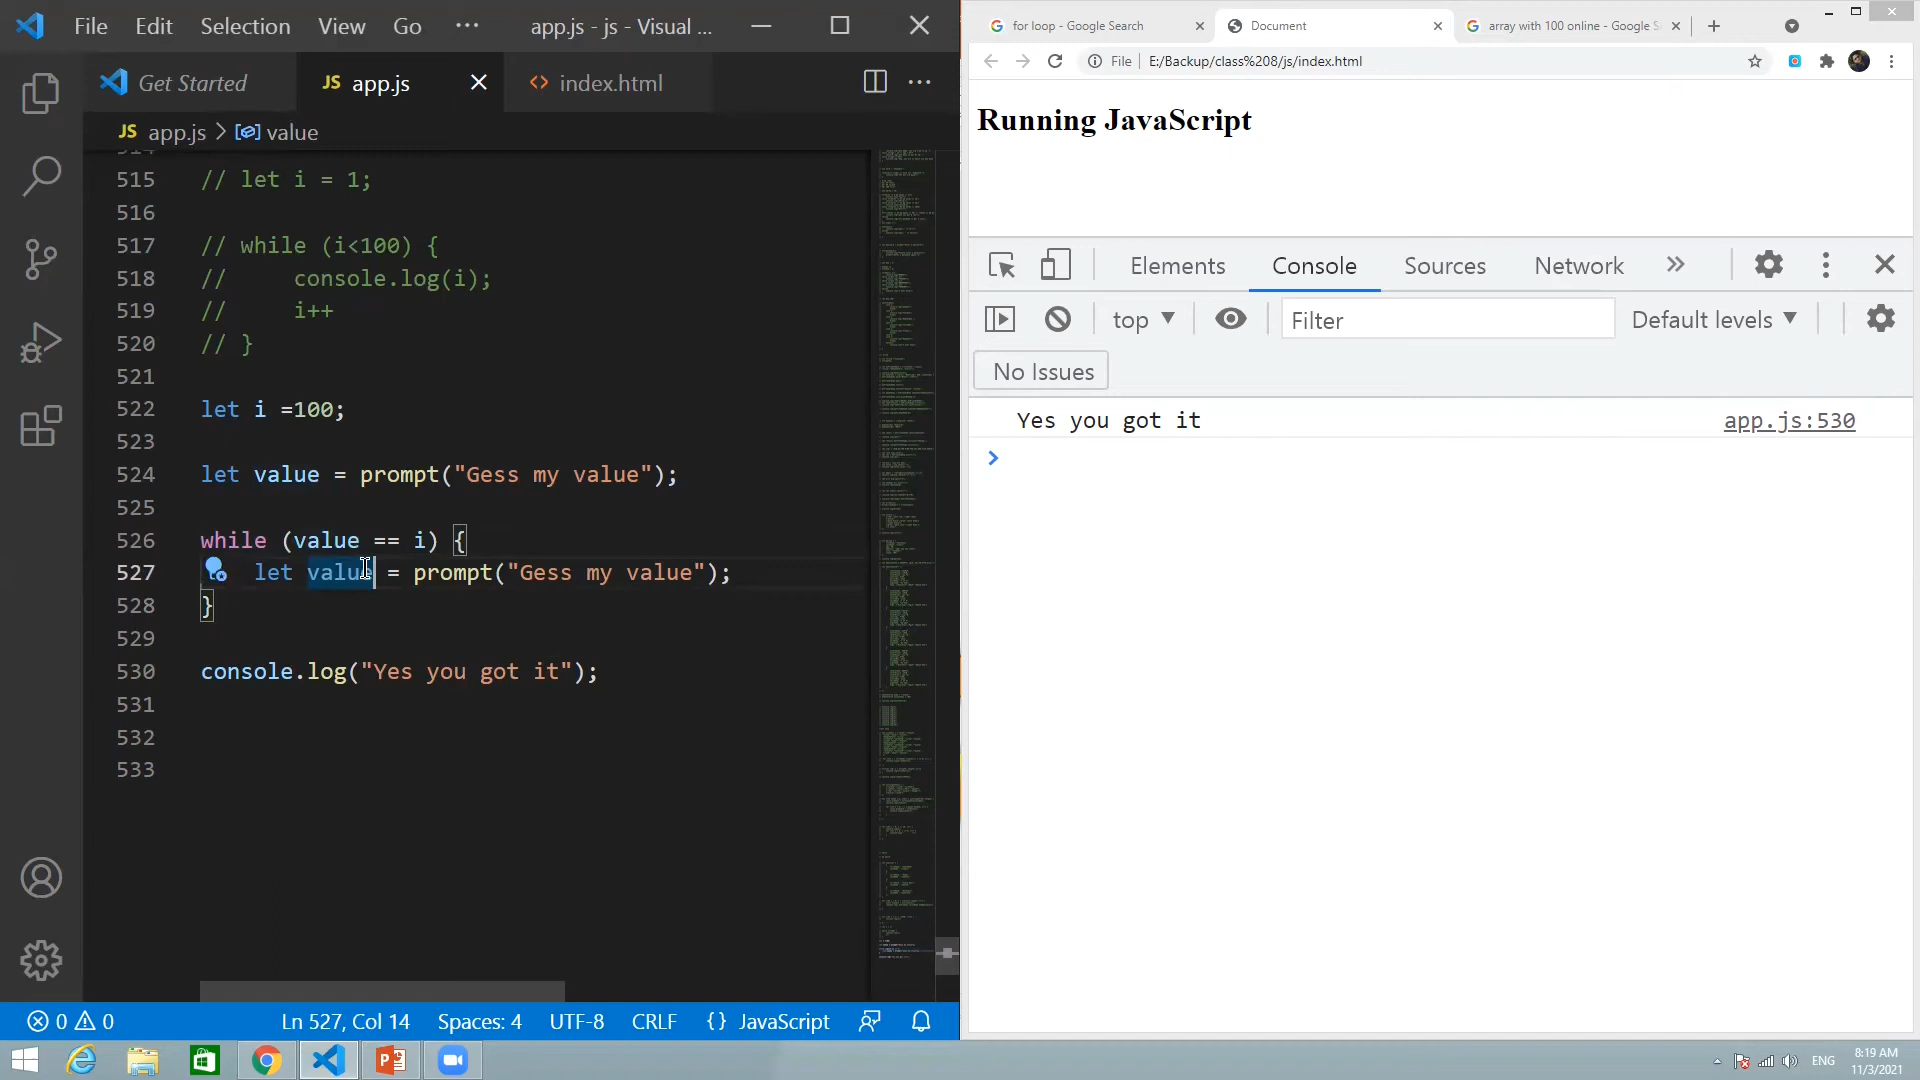 File Edit Selection View Go ··· app.js - js - Visual ...
Get Started JS app.js index.html
JS app.js > value
514
515 // let i = 1;
516
517 // while (i<100) {
518 // console.log(i);
519 // i++
520 // }
521
522 let i =100;
523
524 let value = prompt("Gess my value");
525
526 while (value == i) {
527 let value = prompt("Gess my value");
528 }
529
530 console.log("Yes you got it");
531
532
533
0 0 Ln 527, Col 14 Spaces: 4 UTF-8 CRLF {} JavaScript
for loop - Google Search Document array with 100 online - Google S
File E:/Backup/class%208/js/index.html
Running JavaScript
Elements Console Sources Network »
top Filter Default levels
No Issues
Yes you got it app.js:530
>
ENG 8:19 AM
11/3/2021